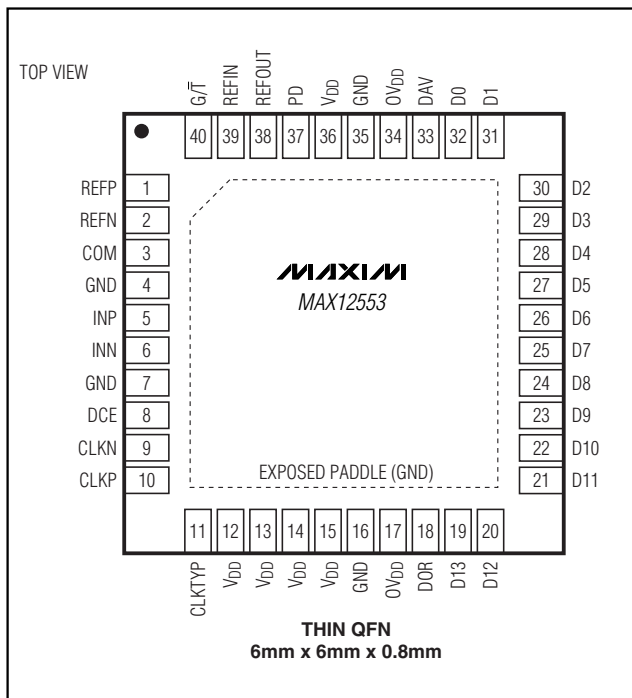 TOP VIEW
G/T̅ REFIN REFOUT PD VDD GND OVDD DAV D0 D1
40 39 38 37 36 35 34 33 32 31
REFP 1 30 D2
REFN 2 29 D3
COM 3 28 D4
GND 4 27 D5
INP 5 26 D6
INN 6 25 D7
GND 7 24 D8
DCE 8 23 D9
CLKN 9 22 D10
CLKP 10 21 D11
MAXIM
MAX12553
EXPOSED PADDLE (GND)
11 12 13 14 15 16 17 18 19 20
CLKTYP VDD VDD VDD VDD GND OVDD DOR D13 D12
THIN QFN
6mm x 6mm x 0.8mm